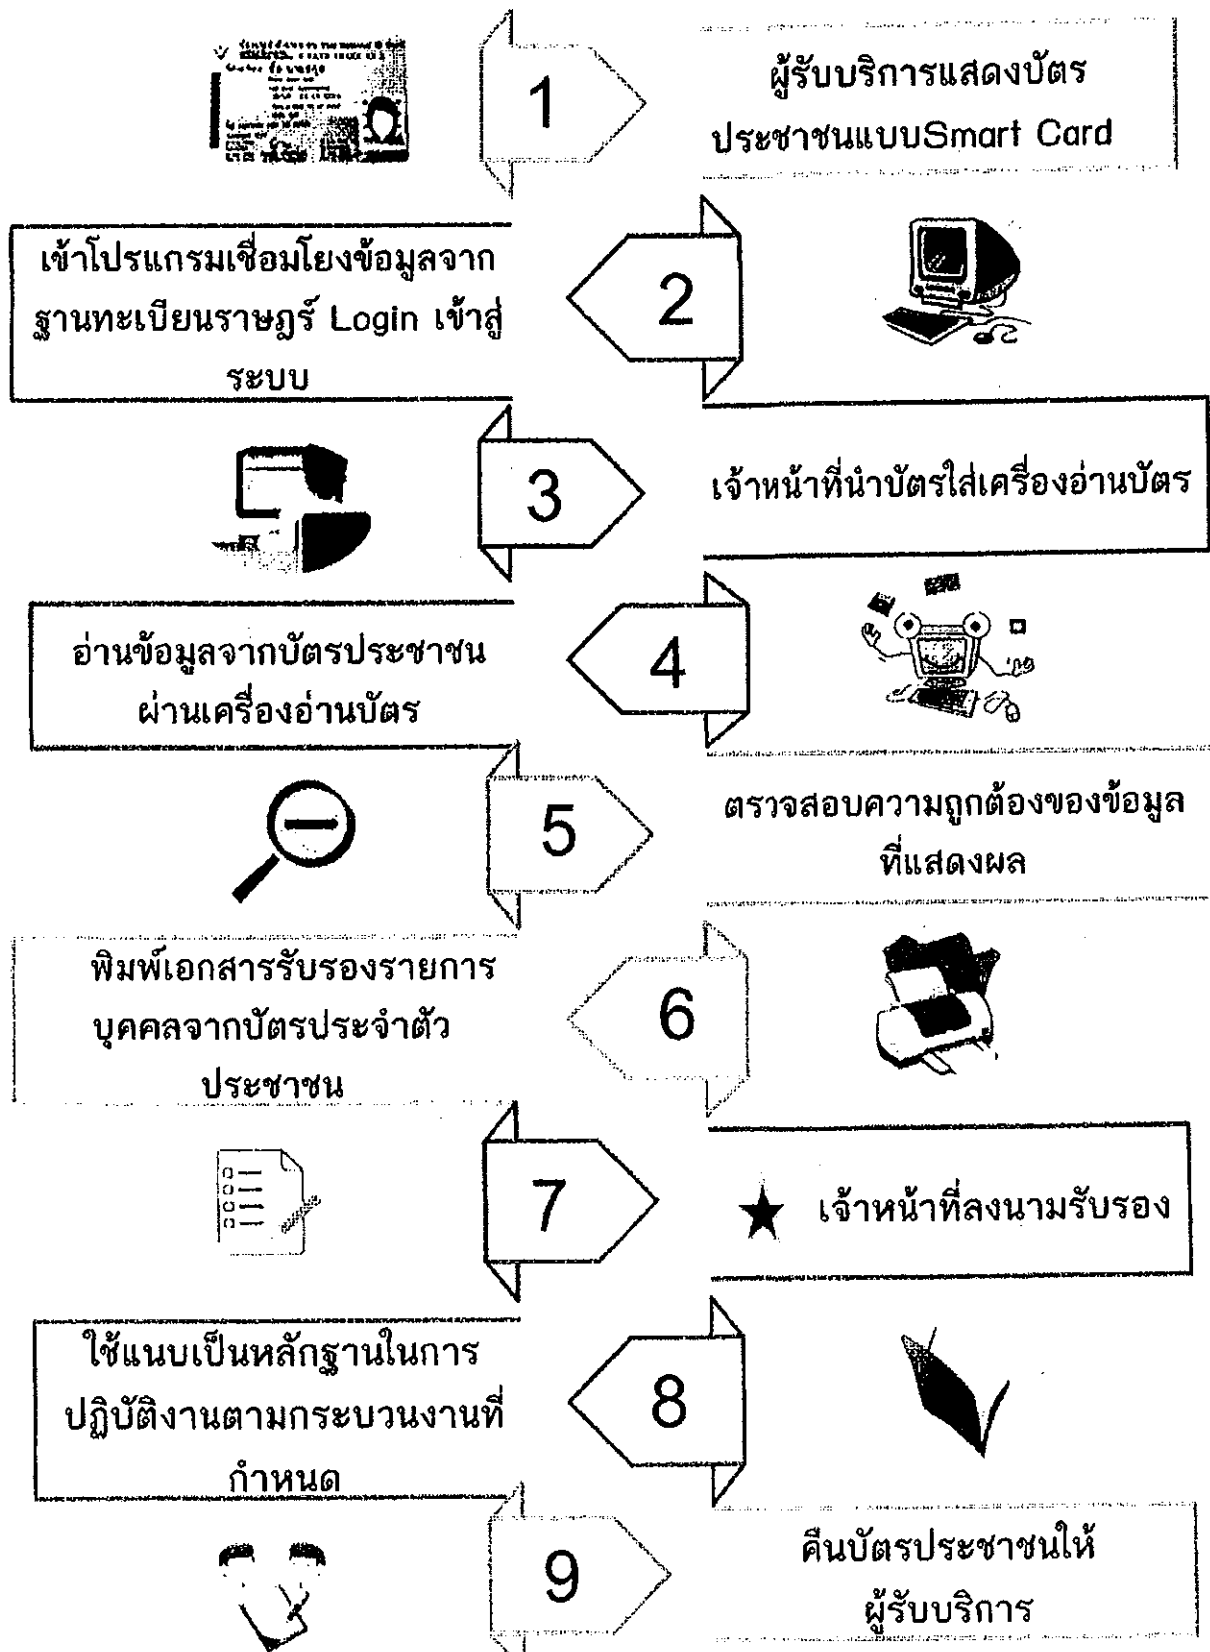 1
ผู้รับบริการแสดงบัตร
ประชาชนแบบSmart Card
เข้าโปรแกรมเชื่อมโยงข้อมูลจาก
ฐานทะเบียนราษฎร์ Login เข้าสู่
ระบบ
2
3
เจ้าหน้าที่นำบัตรใส่เครื่องอ่านบัตร
อ่านข้อมูลจากบัตรประชาชน
ผ่านเครื่องอ่านบัตร
4
5
ตรวจสอบความถูกต้องของข้อมูล
ที่แสดงผล
พิมพ์เอกสารรับรองรายการ
บุคคลจากบัตรประจำตัว
ประชาชน
6
7
★ เจ้าหน้าที่ลงนามรับรอง
ใช้แนบเป็นหลักฐานในการ
ปฏิบัติงานตามกระบวนงานที่
กำหนด
8
9
คืนบัตรประชาชนให้
ผู้รับบริการ